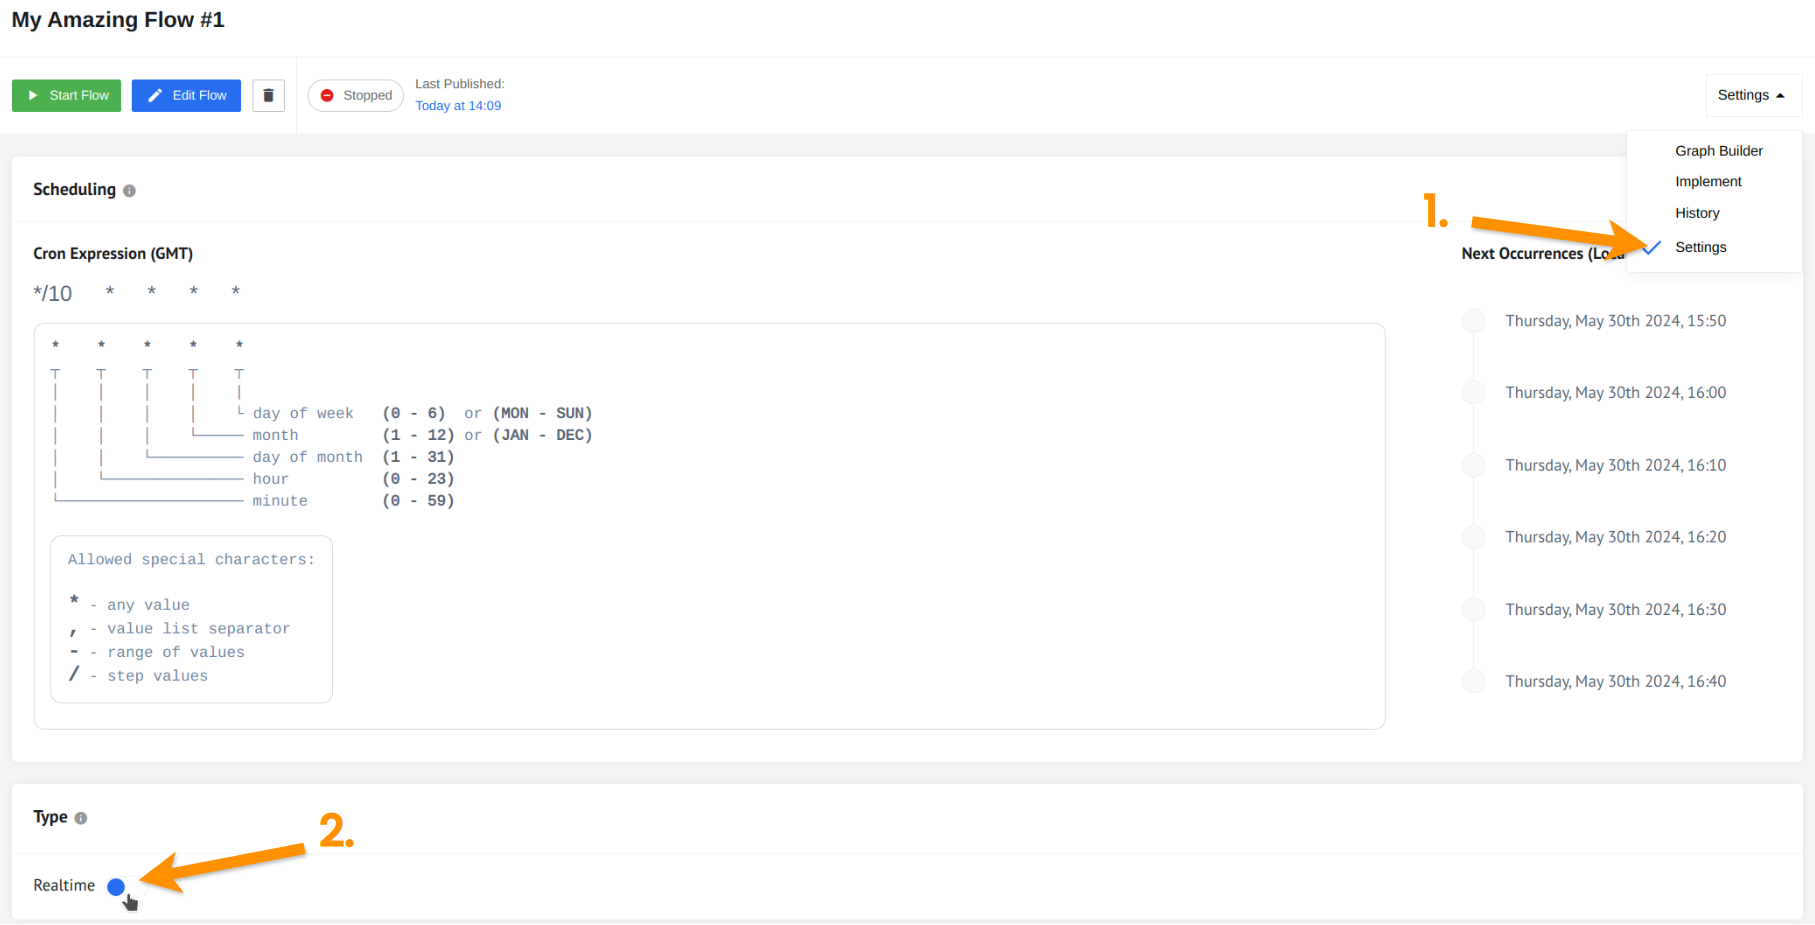 My Amazing Flow #1
Start Flow
Edit Flow
Stopped
Last Published:
Today at 14:09
Settings
Graph Builder
Implement
History
Settings
1.
Scheduling
Cron Expression (GMT)
*/10 * * * *
* * * * *
day of week (0 - 6) or (MON - SUN)
month (1 - 12) or (JAN - DEC)
day of month (1 - 31)
hour (0 - 23)
minute (0 - 59)
Allowed special characters:
* - any value
, - value list separator
- - range of values
/ - step values
Next Occurrences (Loca
Thursday, May 30th 2024, 15:50
Thursday, May 30th 2024, 16:00
Thursday, May 30th 2024, 16:10
Thursday, May 30th 2024, 16:20
Thursday, May 30th 2024, 16:30
Thursday, May 30th 2024, 16:40
Type
2.
Realtime